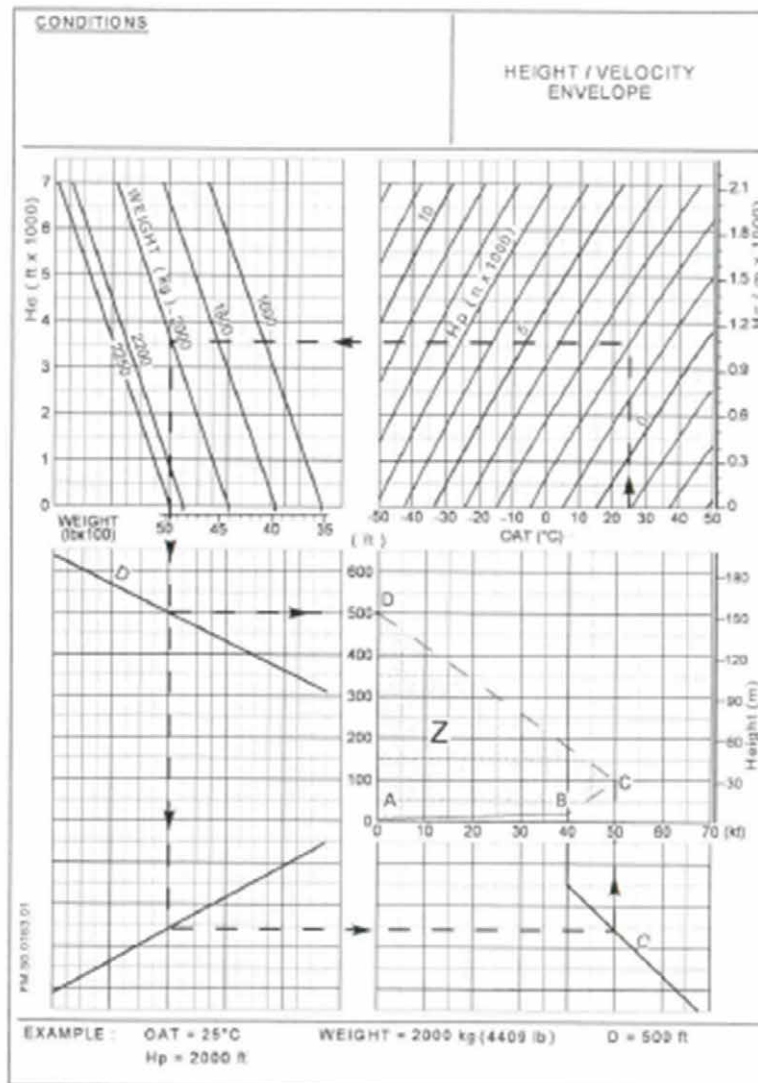 CONDITIONS
HEIGHT / VELOCITY
ENVELOPE
7
6
5
4
3
2
1
0
Hσ (ft x 1000)
WEIGHT (kg)
2250
2200
2000
1800
1600
10
Hp (ft x 1000)
5
0
2.1
1.8
1.5
1.2
0.9
0.6
0.3
0
WEIGHT
(lbx100)
50 45 40 35
-50 -40 -30 -20 -10 0 10 20 30 40 50
OAT (°C)
(ft)
D
600
500
400
300
200
100
0
D
Z
A
B
C
180
150
120
90
60
30
Height (m)
0 10 20 30 40 50 60 70 (kt)
C
EXAMPLE : OAT = 25°C WEIGHT = 2000 kg (4409 lb) D = 500 ft
Hp = 2000 ft